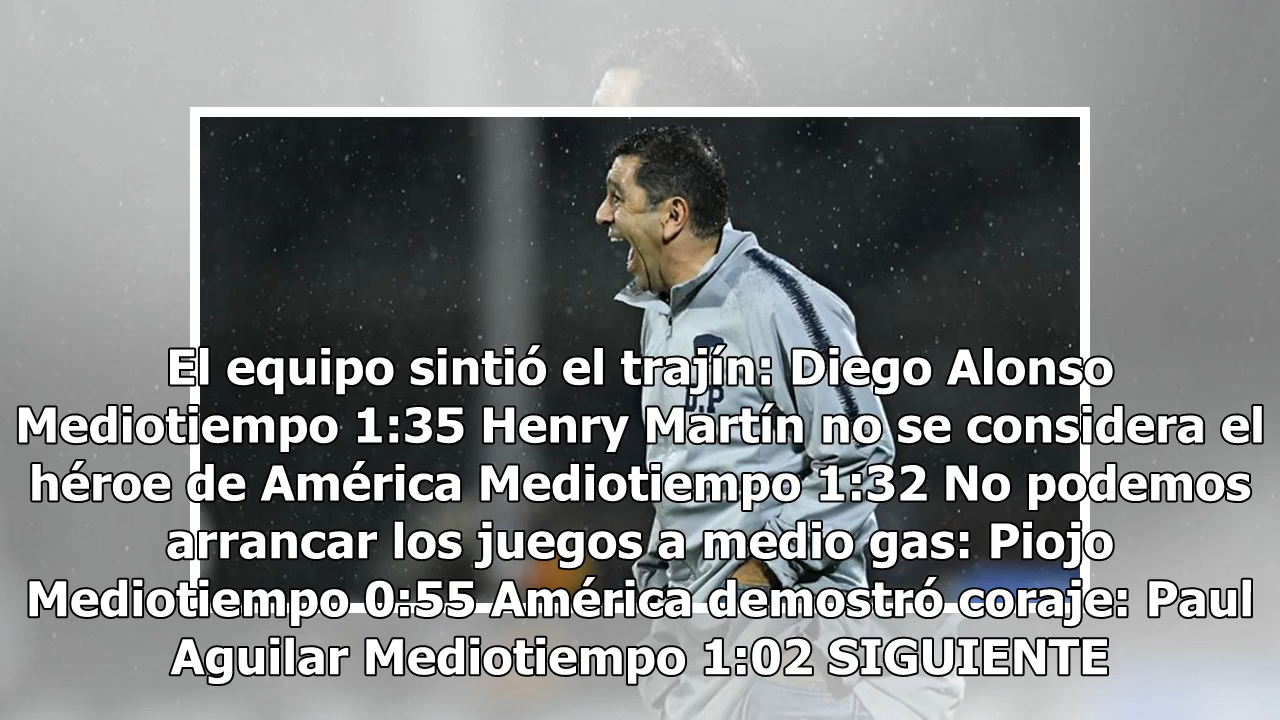 El equipo sintió el trajín: Diego Alonso
Mediotiempo 1:35 Henry Martín no se considera el
héroe de América Mediotiempo 1:32 No podemos
arrancar los juegos a medio gas: Piojo
Mediotiempo 0:55 América demostró coraje: Paul
Aguilar Mediotiempo 1:02 SIGUIENTE